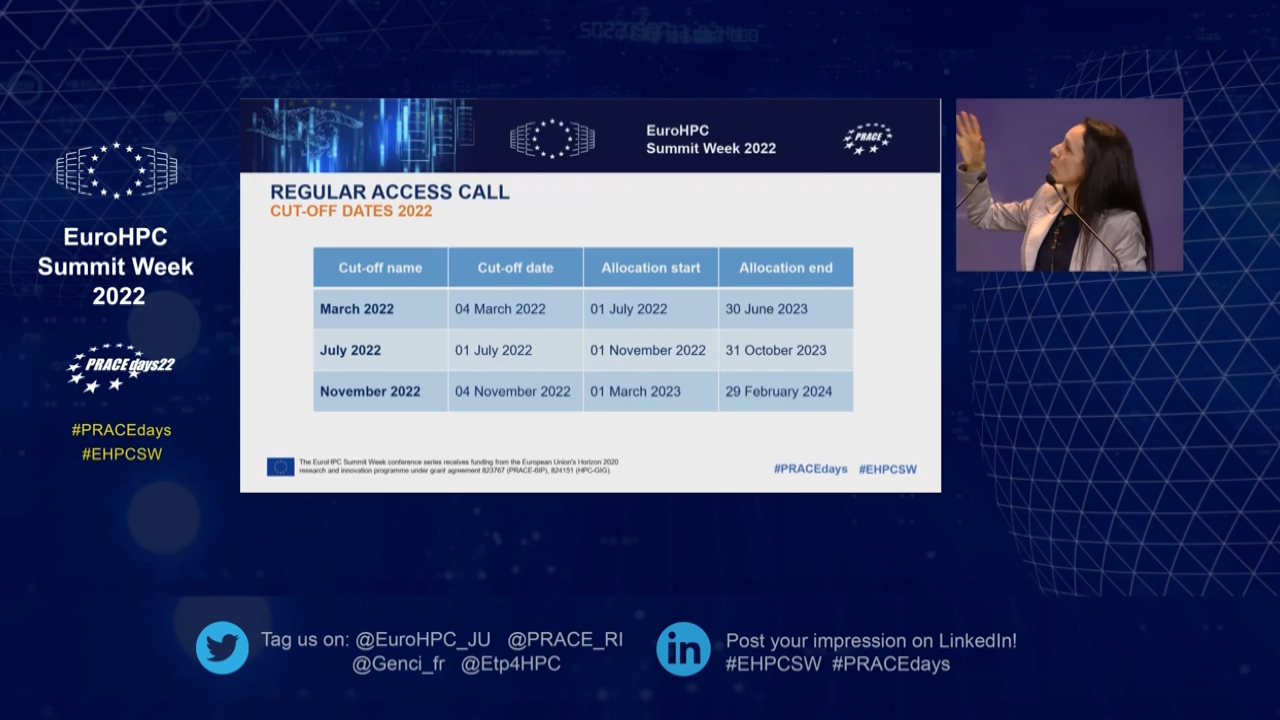 EuroHPC
Summit Week
2022
PRACEdays22
#PRACEdays
#EHPCSW
EuroHPC
Summit Week 2022
PRACE
REGULAR ACCESS CALL
CUT-OFF DATES 2022
Cut-off name Cut-off date Allocation start Allocation end
March 2022 04 March 2022 01 July 2022 30 June 2023
July 2022 01 July 2022 01 November 2022 31 October 2023
November 2022 04 November 2022 01 March 2023 29 February 2024
The EuroHPC Summit Week conference series receives funding from the European Union's Horizon 2020
research and innovation programme under grant agreement 823767 (PRACE-6IP), 824151 (HPC-GIG).
#PRACEdays #EHPCSW
Tag us on: @EuroHPC_JU @PRACE_RI
@Genci_fr @Etp4HPC
in
Post your impression on LinkedIn!
#EHPCSW #PRACEdays